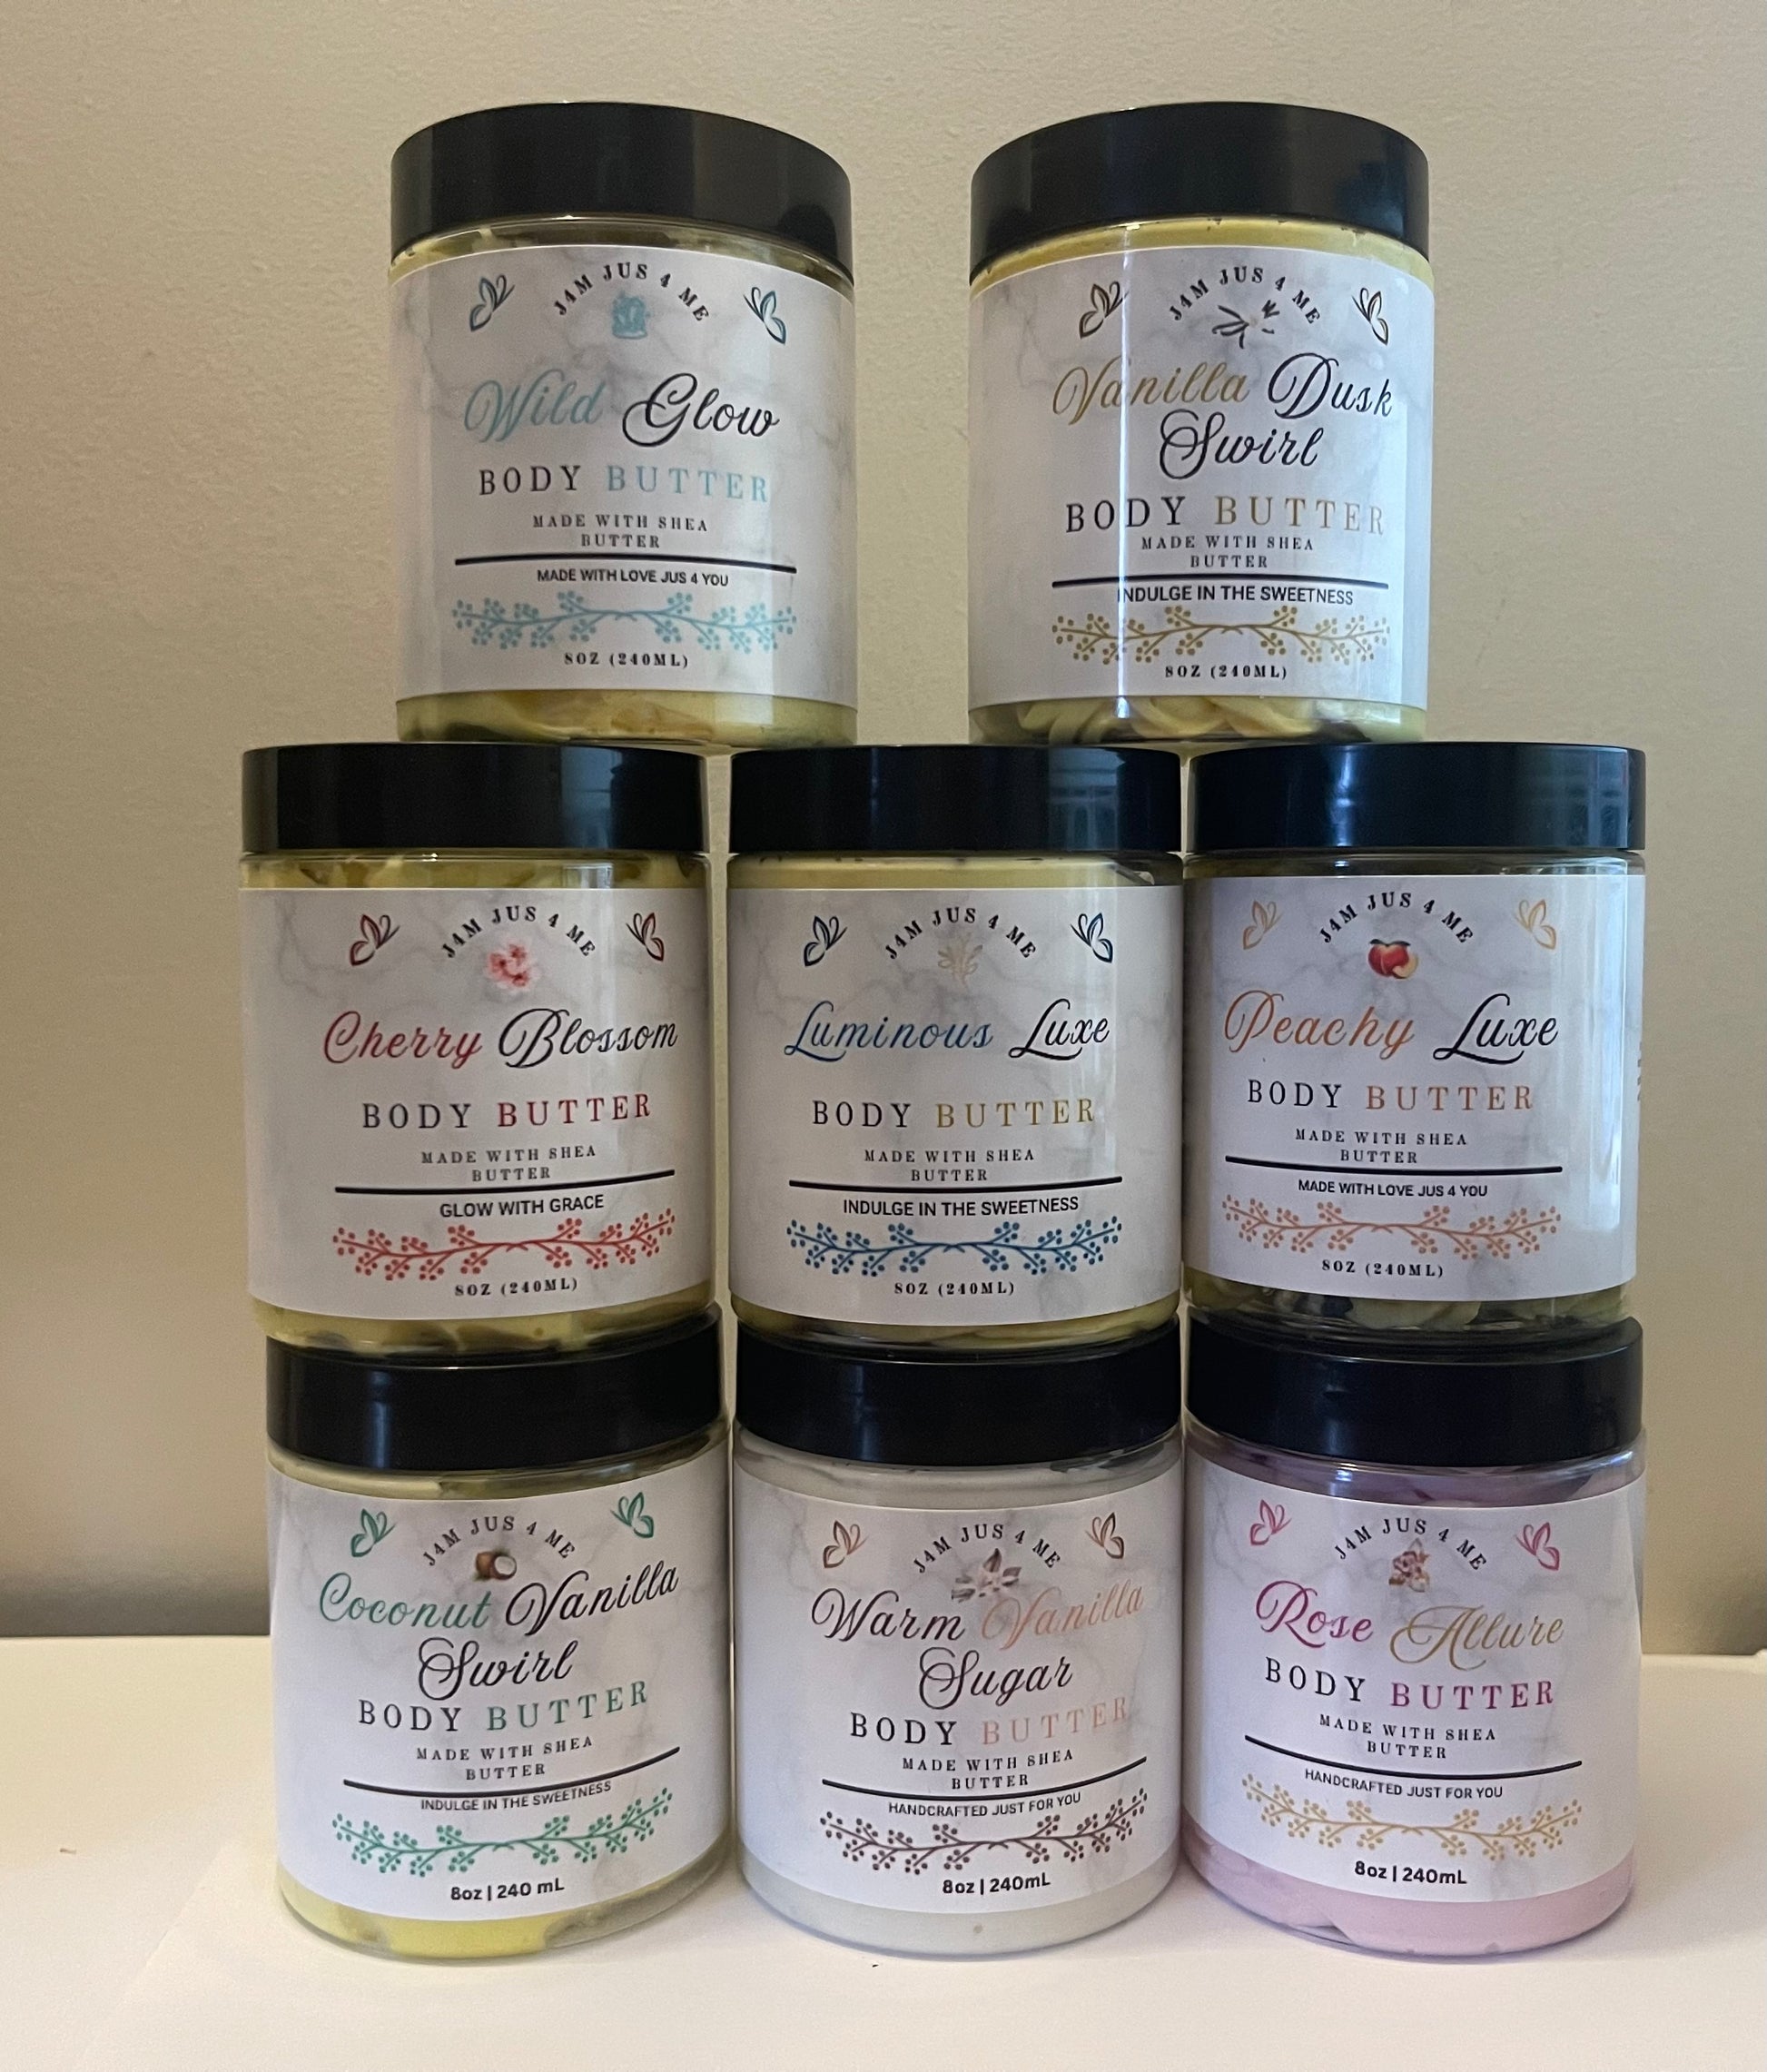 J4M JUS 4 ME
Wild Glow
BODY BUTTER
MADE WITH SHEA
BUTTER
MADE WITH LOVE JUS 4 YOU
8OZ (240ML)
J4M JUS 4 ME
Vanilla Dusk
Swirl
BODY BUTTER
MADE WITH SHEA
BUTTER
INDULGE IN THE SWEETNESS
8OZ (240ML)
J4M JUS 4 ME
Cherry Blossom
BODY BUTTER
MADE WITH SHEA
BUTTER
GLOW WITH GRACE
8OZ (240ML)
J4M JUS 4 ME
Luminous Luxe
BODY BUTTER
MADE WITH SHEA
BUTTER
INDULGE IN THE SWEETNESS
8OZ (240ML)
J4M JUS 4 ME
Peachy Luxe
BODY BUTTER
MADE WITH SHEA
BUTTER
MADE WITH LOVE JUS 4 YOU
8OZ (240ML)
J4M JUS 4 ME
Coconut Vanilla
Swirl
BODY BUTTER
MADE WITH SHEA
BUTTER
INDULGE IN THE SWEETNESS
8oz | 240 mL
J4M JUS 4 ME
Warm Vanilla
Sugar
BODY BUTTER
MADE WITH SHEA
BUTTER
HANDCRAFTED JUST FOR YOU
8oz | 240mL
J4M JUS 4 ME
Rose Allure
BODY BUTTER
MADE WITH SHEA
BUTTER
HANDCRAFTED JUST FOR YOU
8oz | 240mL